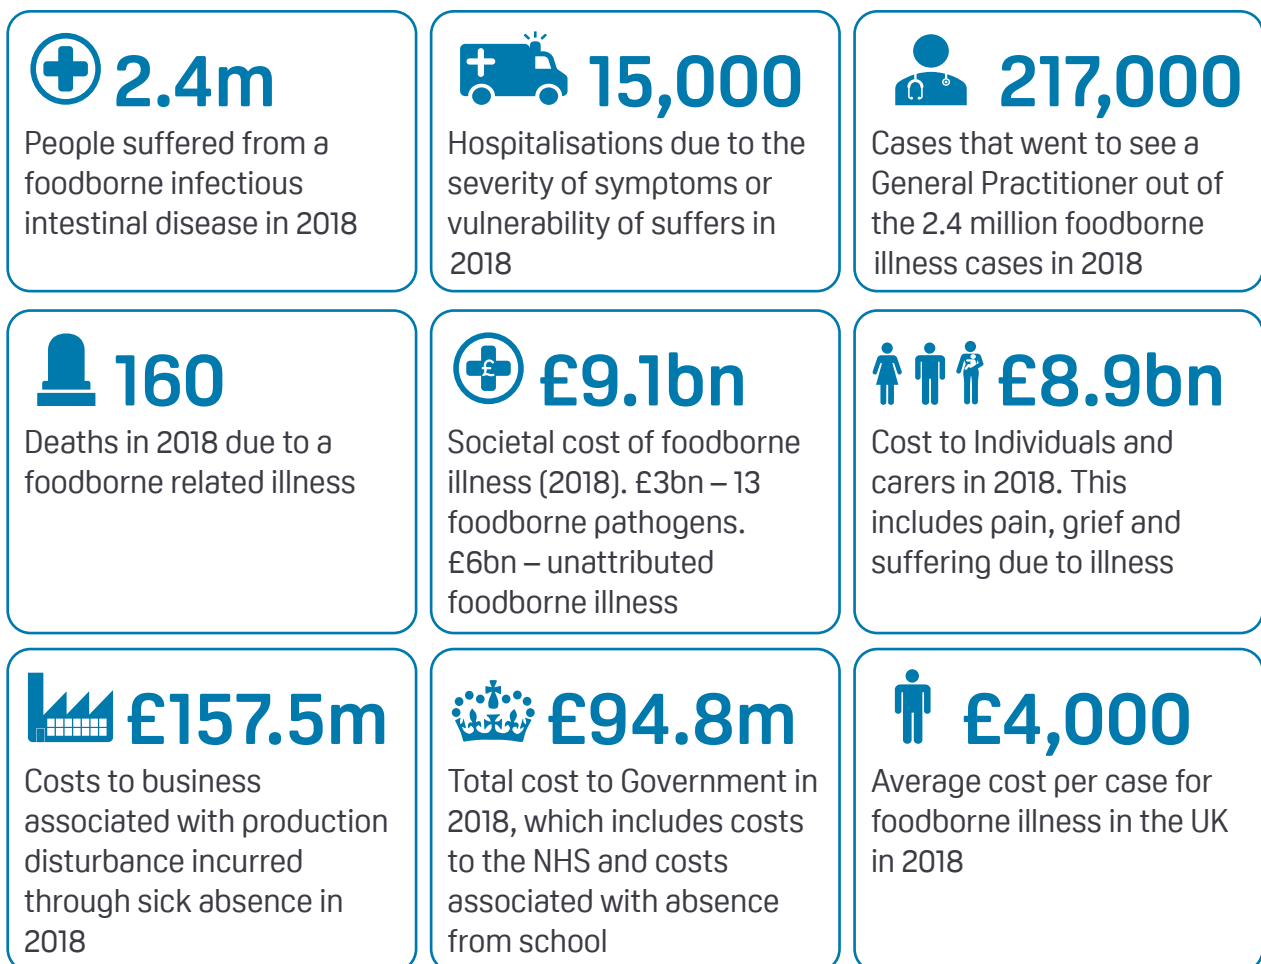 2.4m
People suffered from a
foodborne infectious
intestinal disease in 2018
15,000
Hospitalisations due to the
severity of symptoms or
vulnerability of suffers in
2018
217,000
Cases that went to see a
General Practitioner out of
the 2.4 million foodborne
illness cases in 2018
160
Deaths in 2018 due to a
foodborne related illness
£
£9.1bn
Societal cost of foodborne
illness (2018). £3bn – 13
foodborne pathogens.
£6bn – unattributed
foodborne illness
£8.9bn
Cost to Individuals and
carers in 2018. This
includes pain, grief and
suffering due to illness
£157.5m
Costs to business
associated with production
disturbance incurred
through sick absence in
2018
£94.8m
Total cost to Government in
2018, which includes costs
to the NHS and costs
associated with absence
from school
£4,000
Average cost per case for
foodborne illness in the UK
in 2018